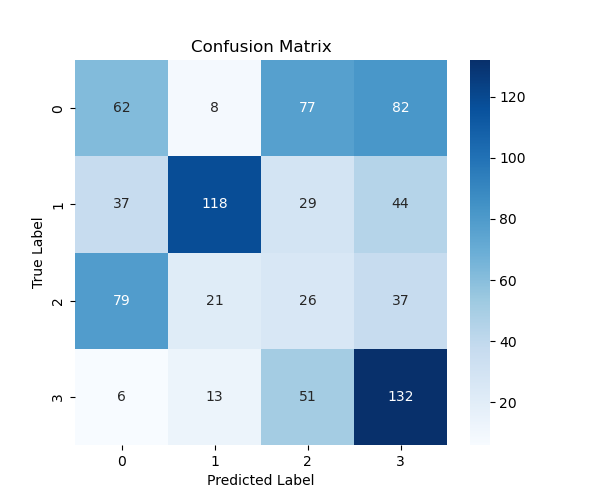 Confusion Matrix
0 62 8 77 82
1 37 118 29 44
2 79 21 26 37
3 6 13 51 132
0 1 2 3
True Label
Predicted Label
120
100
80
60
40
20